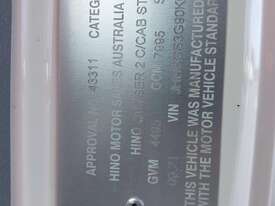 APPROVAL No. 43311 CATEG
HINO MOTOR SALES AUSTRALIA
HINO 2 C/CAB ST
GVM 4495 GCM 7995 S
VIN
THIS VEHICLE WAS MANUFACTURED
WITH THE MOTOR VEHICLE STANDAR